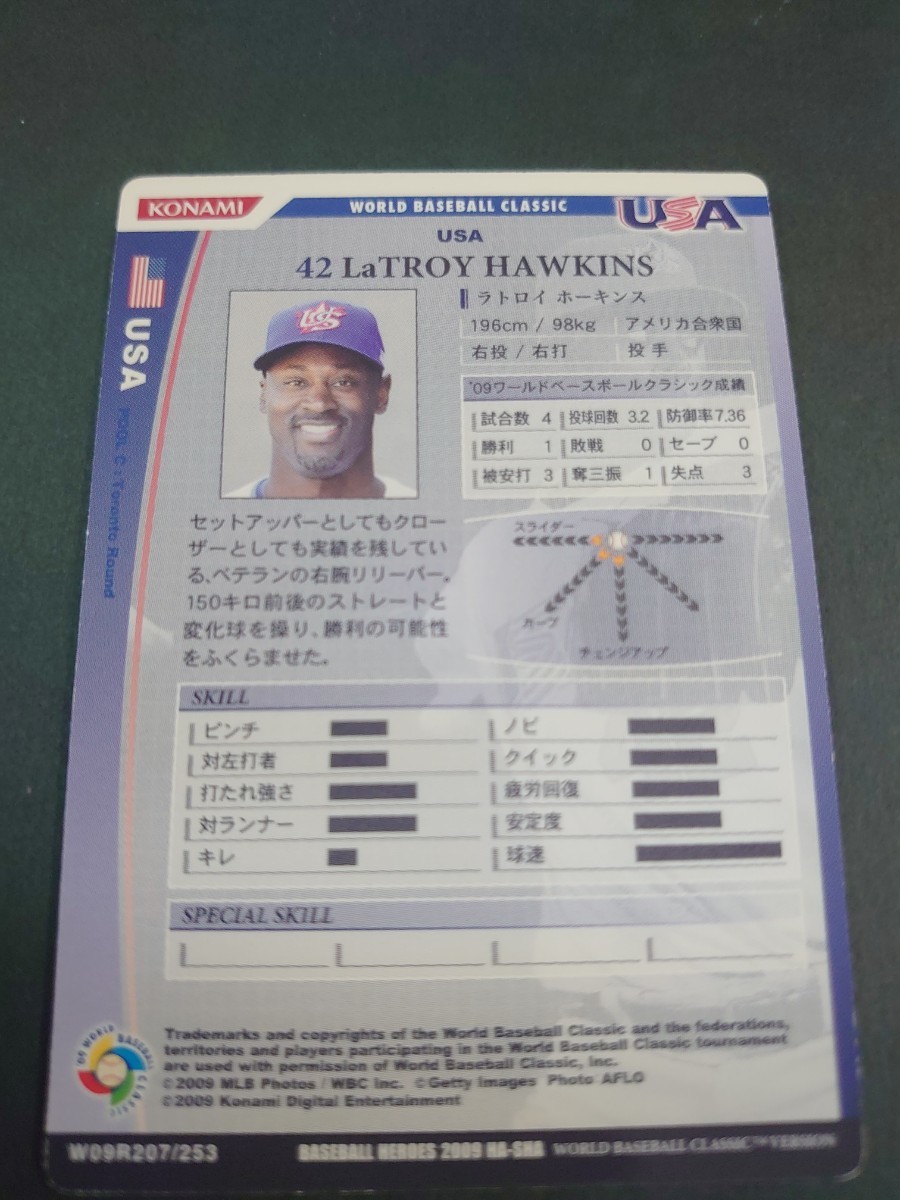 KONAMI
WORLD BASEBALL CLASSIC
USA
USA
42 LaTROY HAWKINS
ラトロイ ホーキンス
196cm / 98kg アメリカ合衆国
右投 / 右打 投手
USA
POOL C : Toronto Round
'09ワールドベースボールクラシック成績
試合数 4 投球回数 3.2 防御率 7.36
勝利 1 敗戦 0 セーブ 0
被安打 3 奪三振 1 失点 3
セットアッパーとしてもクロー
ザーとしても実績を残してい
る、ベテランの右腕リリーバー。
150キロ前後のストレートと
変化球を操り、勝利の可能性
をふくらませた。
スライダー
カーブ
チェンジアップ
SKILL
ピンチ ノビ
対左打者 クイック
打たれ強さ 疲労回復
対ランナー 安定度
キレ 球速
SPECIAL SKILL
Trademarks and copyrights of the World Baseball Classic and the federations,
territories and players participating in the World Baseball Classic tournament
are used with permission of World Baseball Classic, Inc.
©2009 MLB Photos / WBC Inc. ©Getty Images Photo AFLO
©2009 Konami Digital Entertainment
'09 WORLD BASEBALL CLASSIC
W09R207/253
BASEBALL HEROES 2009 HA-SHA WORLD BASEBALL CLASSIC™ VERSION